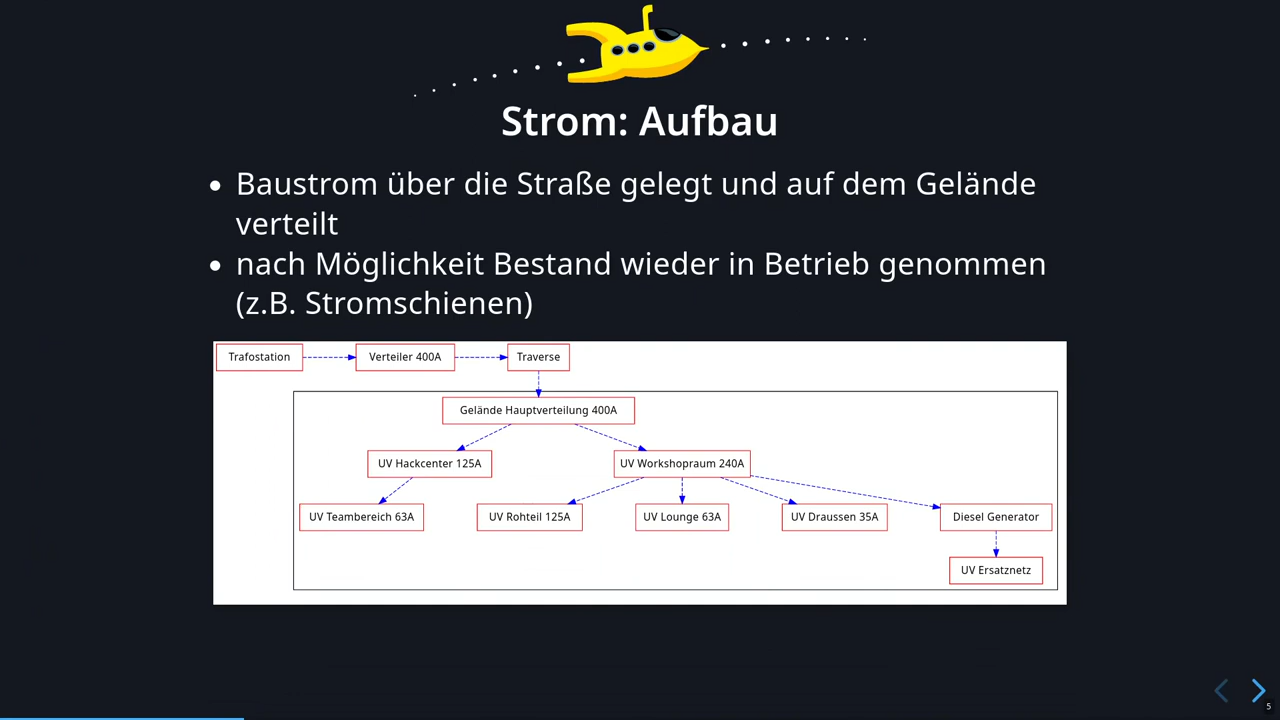 Strom: Aufbau
• Baustrom über die Straße gelegt und auf dem Gelände
verteilt
• nach Möglichkeit Bestand wieder in Betrieb genommen
(z.B. Stromschienen)
Trafostation Verteiler 400A Traverse
Gelände Hauptverteilung 400A
UV Hackcenter 125A UV Workshopraum 240A
UV Teambereich 63A UV Rohteil 125A UV Lounge 63A UV Draussen 35A Diesel Generator
UV Ersatznetz
5